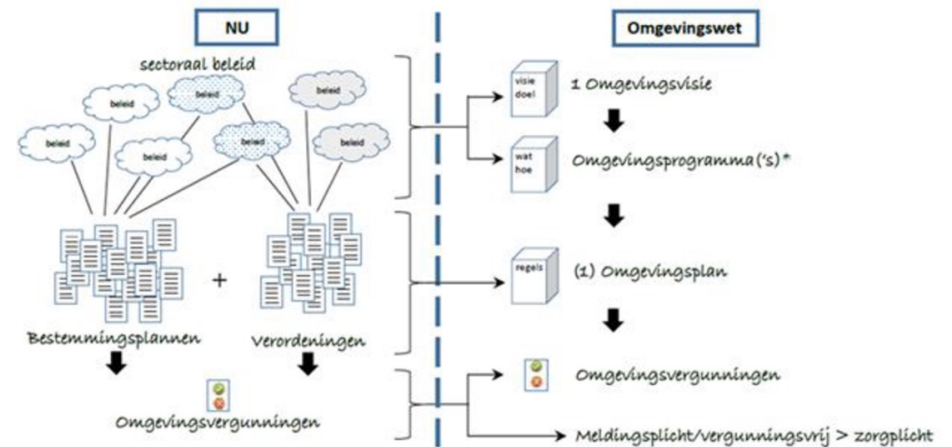 NU
sectoraal beleid
beleid
beleid
beleid
beleid
beleid
beleid
beleid
Bestemmingsplannen
+
Verordeningen
Omgevingsvergunningen
Omgevingswet
visie
doel
1 Omgevingsvisie
wat
hoe
Omgevingsprogramma('s)*
regels
(1) Omgevingsplan
Omgevingsvergunningen
Meldingsplicht/vergunningsvrij > zorgplicht